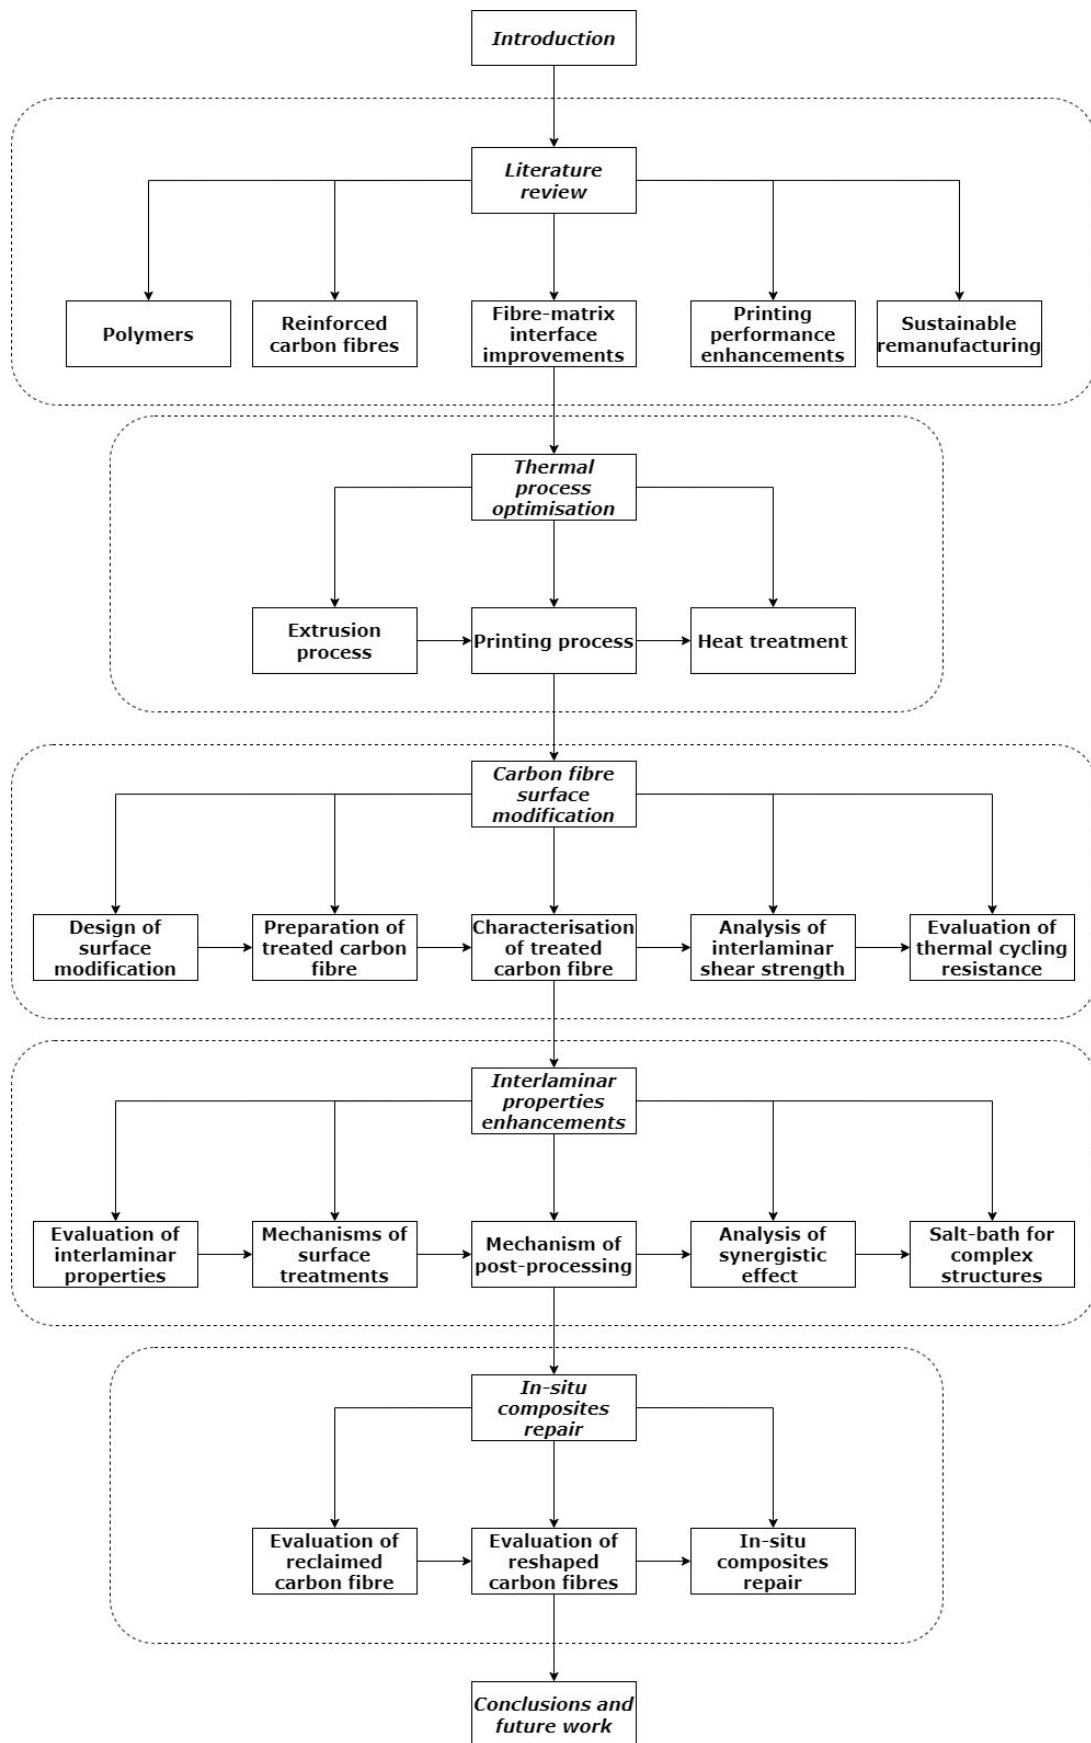 Introduction
Literature
review
Polymers
Reinforced
carbon fibres
Fibre-matrix
interface
improvements
Printing
performance
enhancements
Sustainable
remanufacturing
Thermal
process
optimisation
Extrusion
process
Printing process
Heat treatment
Carbon fibre
surface
modification
Design of
surface
modification
Preparation of
treated carbon
fibre
Characterisation
of treated
carbon fibre
Analysis of
interlaminar
shear strength
Evaluation of
thermal cycling
resistance
Interlaminar
properties
enhancements
Evaluation of
interlaminar
properties
Mechanisms of
surface
treatments
Mechanism of
post-processing
Analysis of
synergistic
effect
Salt-bath for
complex
structures
In-situ
composites
repair
Evaluation of
reclaimed
carbon fibre
Evaluation of
reshaped
carbon fibres
In-situ
composites
repair
Conclusions and
future work